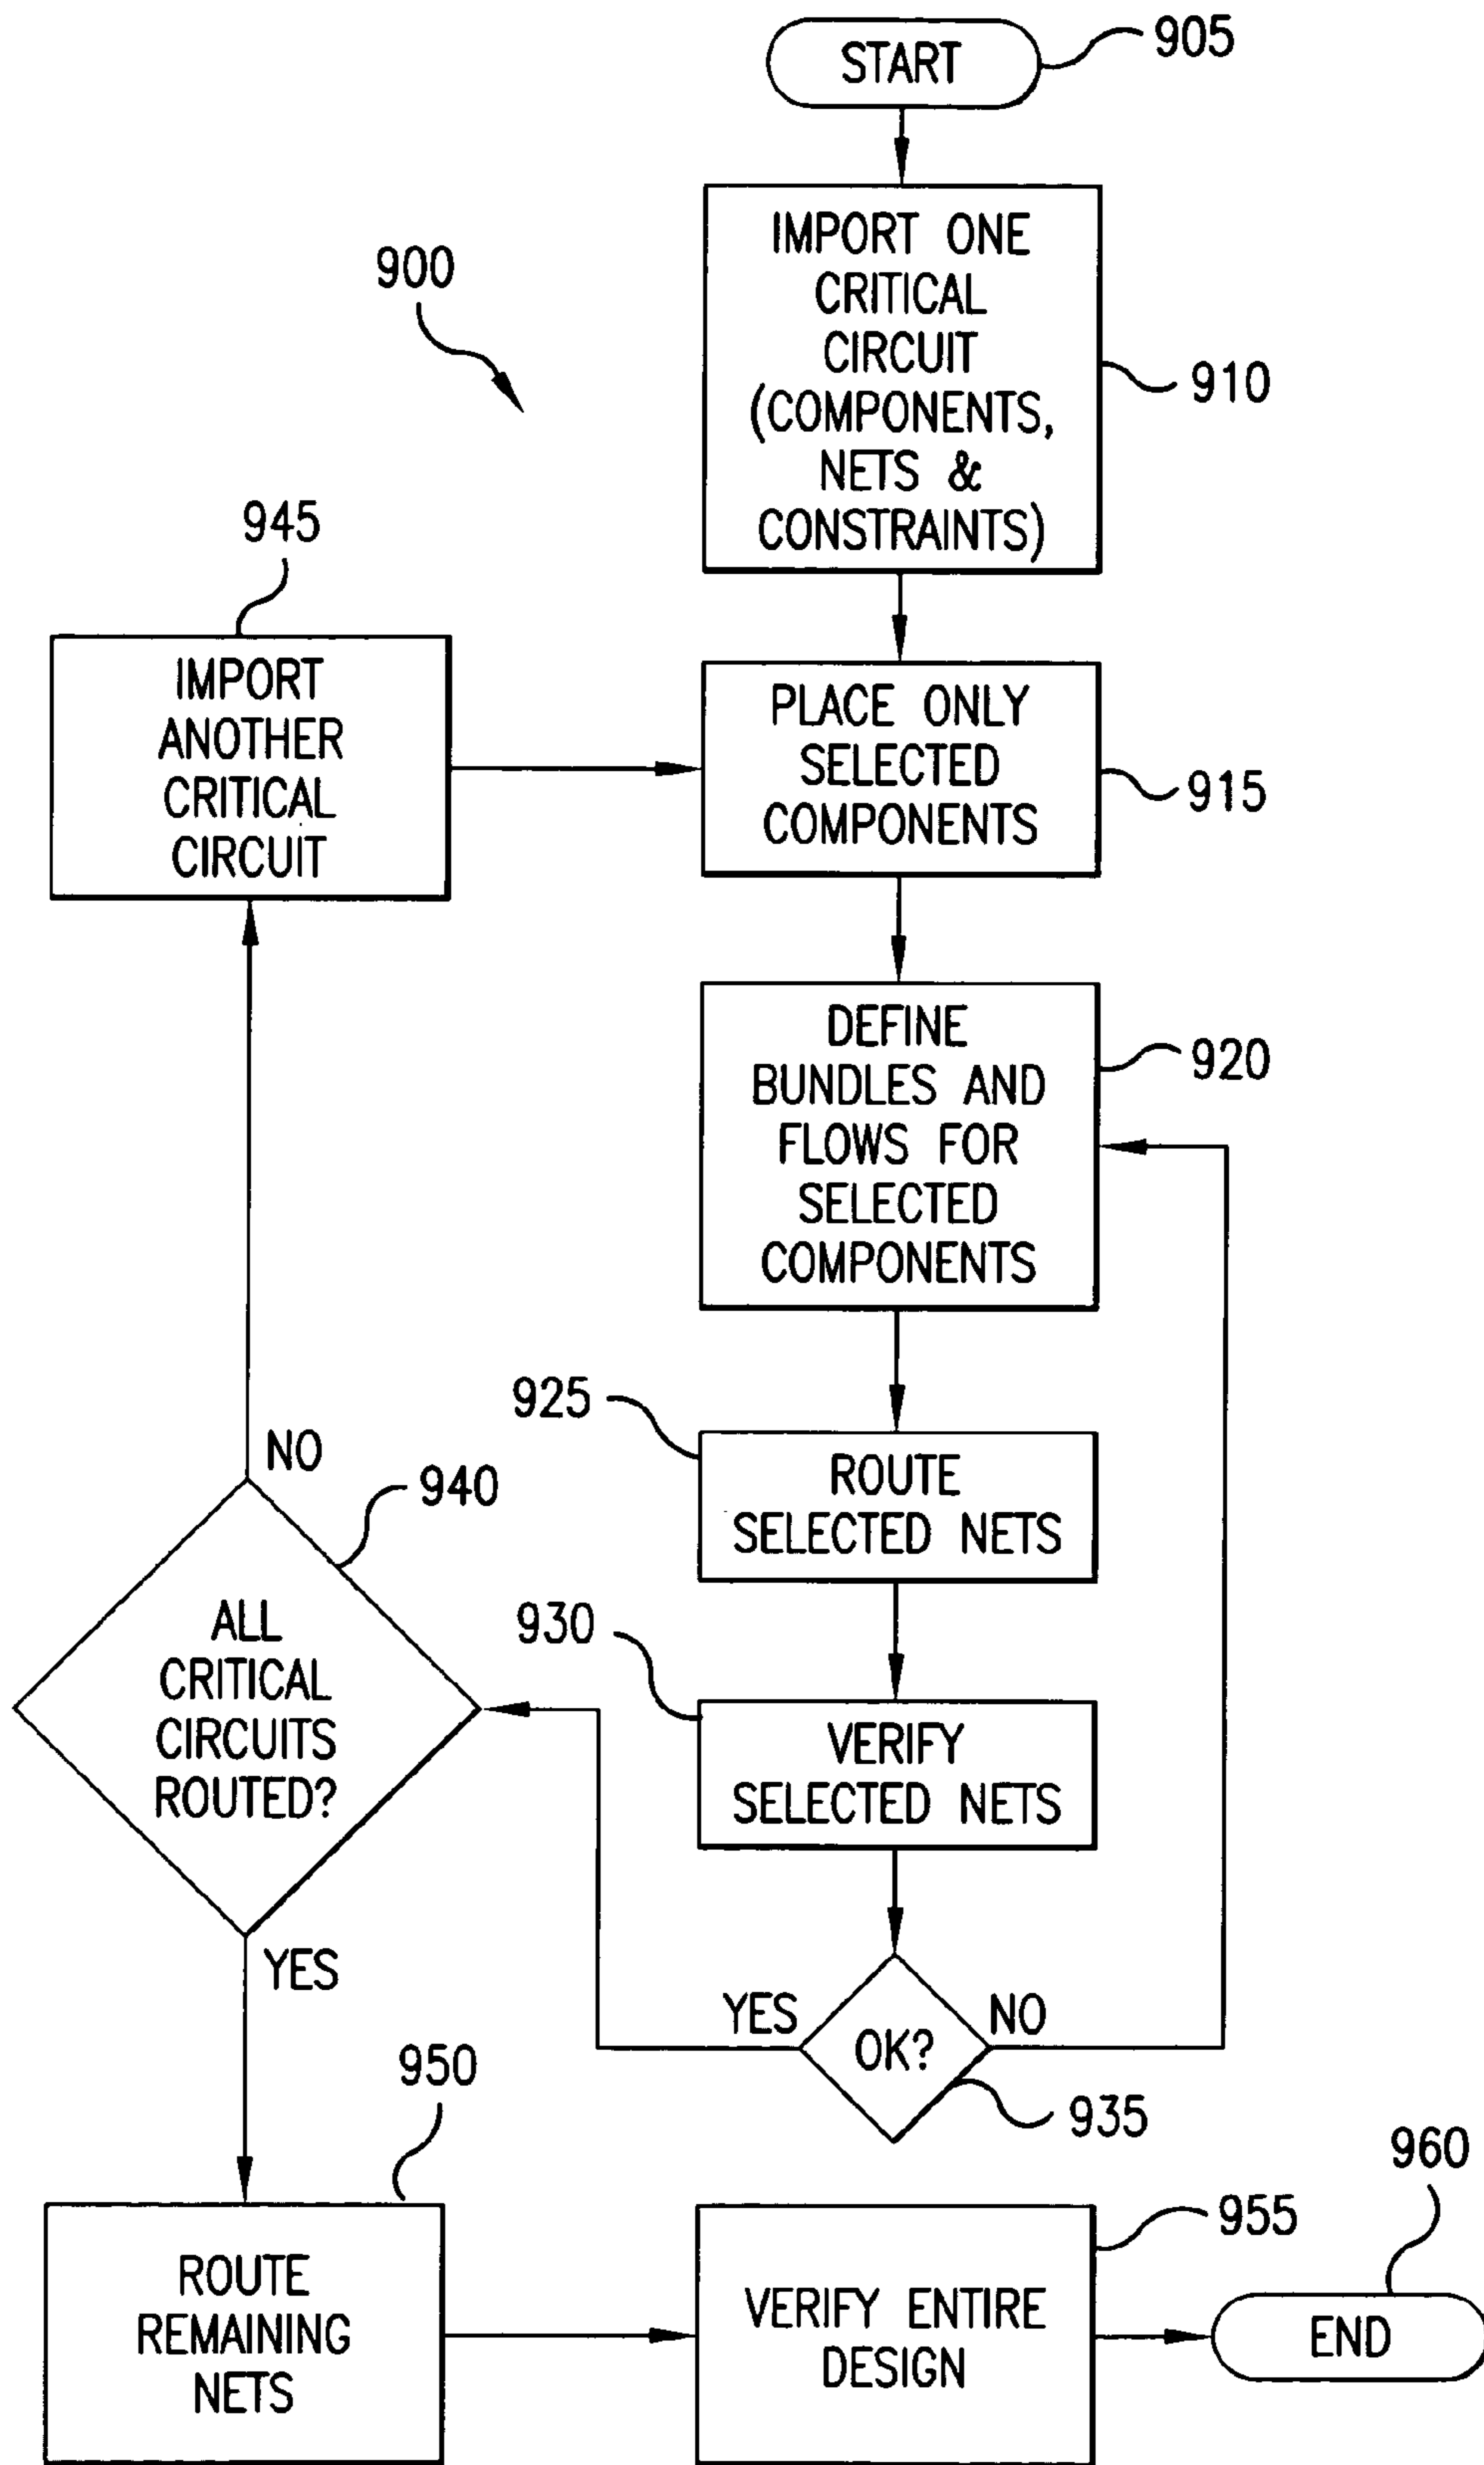 START
905
IMPORT ONE
CRITICAL
CIRCUIT
(COMPONENTS,
NETS &
CONSTRAINTS)
910
900
945
IMPORT
ANOTHER
CRITICAL
CIRCUIT
PLACE ONLY
SELECTED
COMPONENTS
915
DEFINE
BUNDLES AND
FLOWS FOR
SELECTED
COMPONENTS
920
925
ROUTE
SELECTED NETS
NO
940
ALL
CRITICAL
CIRCUITS
ROUTED?
930
VERIFY
SELECTED NETS
YES
YES
OK?
NO
935
950
ROUTE
REMAINING
NETS
VERIFY ENTIRE
DESIGN
955
960
END